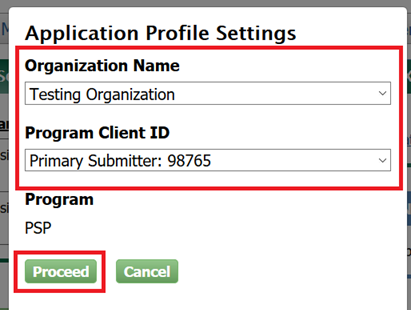 Application Profile Settings
Organization Name
Testing Organization
Program Client ID
Primary Submitter: 98765
Program
PSP
Proceed Cancel